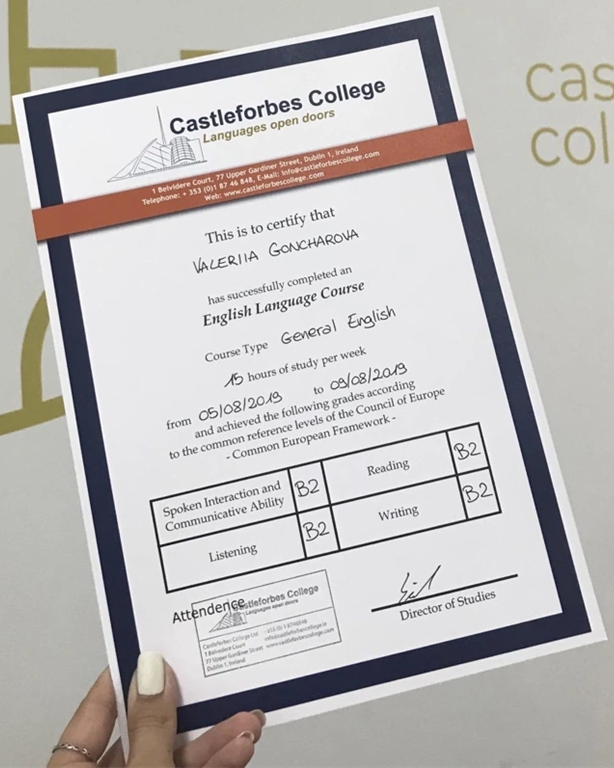 cas
col
Castleforbes College
Languages open doors
1 Belvidere Court, 77 Upper Gardiner Street, Dublin 1, Ireland
Telephone: + 353 (0)1 87 46 848, E-Mail: info@castleforbescollege.com
Web: www.castleforbescollege.com
This is to certify that
VALERIIA GONCHAROVA
has successfully completed an
English Language Course
Course Type General English
15 hours of study per week
from 05/08/2019 to 09/08/2019
and achieved the following grades according
to the common reference levels of the Council of Europe
- Common European Framework -
Spoken Interaction and
Communicative Ability B2
Reading B2
Listening B2
Writing B2
Attendence
Castleforbes College
Languages open doors
Castleforbes College Ltd
1 Belvidere Court
77 Upper Gardiner Street www.castleforbescollege.com
Dublin 1, Ireland
Director of Studies